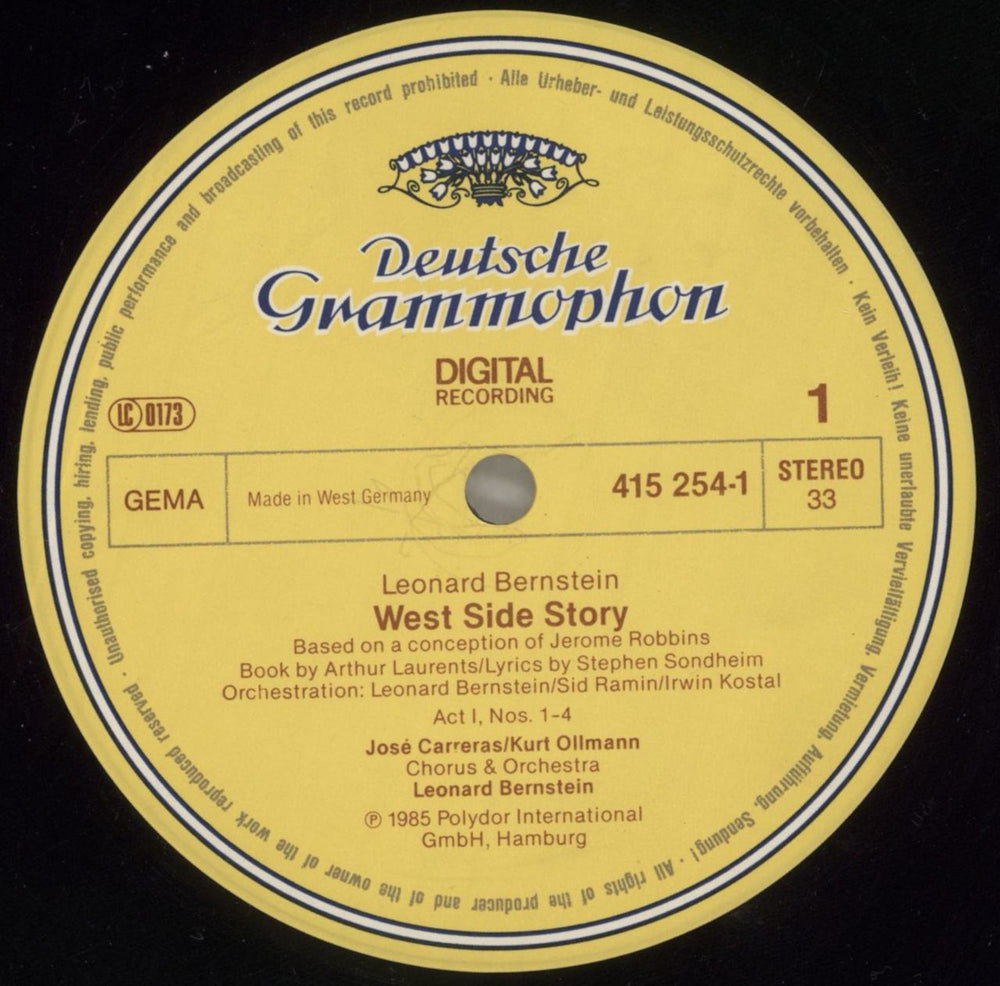 Alle Urheber- und Leistungsschutzrechte vorbehalten · Kein Verleih! Keine unerlaubte Vervielfältigung, Vermietung, Aufführung, Sendung! · All rights of the producer and of the owner of the work reproduced reserved · Unauthorised copying, hiring, lending, public performance and broadcasting of this record prohibited ·
Deutsche
Grammophon
DIGITAL
RECORDING
LC 0173
1
GEMA
Made in West Germany
415 254-1
STEREO
33
Leonard Bernstein
West Side Story
Based on a conception of Jerome Robbins
Book by Arthur Laurents/Lyrics by Stephen Sondheim
Orchestration: Leonard Bernstein/Sid Ramin/Irwin Kostal
Act I, Nos. 1-4
José Carreras/Kurt Ollmann
Chorus & Orchestra
Leonard Bernstein
℗ 1985 Polydor International
GmbH, Hamburg